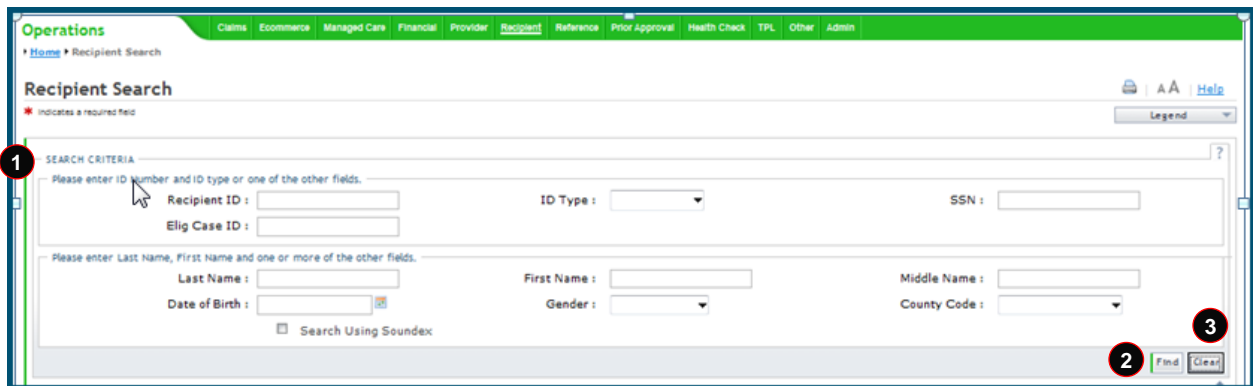 Operations
Claims Ecommerce Managed Care Financial Provider Recipient Reference Prior Approval Health Check TPL Other Admin
Home Recipient Search
Recipient Search
A A | Help
* Indicates a required field
Legend
1
SEARCH CRITERIA
?
Please enter ID Number and ID type or one of the other fields.
Recipient ID : ID Type : SSN :
Elig Case ID :
Please enter Last Name, First Name and one or more of the other fields.
Last Name : First Name : Middle Name :
Date of Birth : Gender : County Code :
Search Using Soundex
3
2 Find Clear